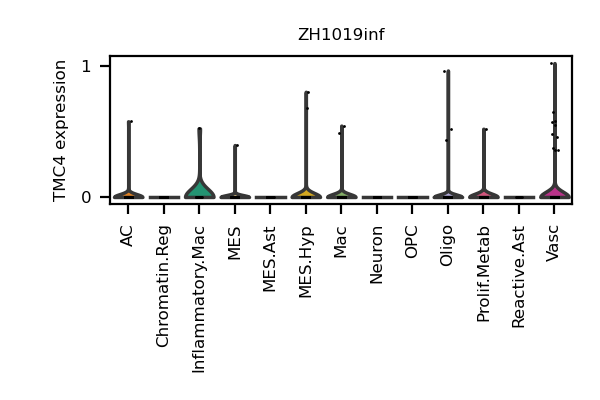 ZH1019inf
TMC4 expression
1
0
AC
Chromatin.Reg
Inflammatory.Mac
MES
MES.Ast
MES.Hyp
Mac
Neuron
OPC
Oligo
Prolif.Metab
Reactive.Ast
Vasc